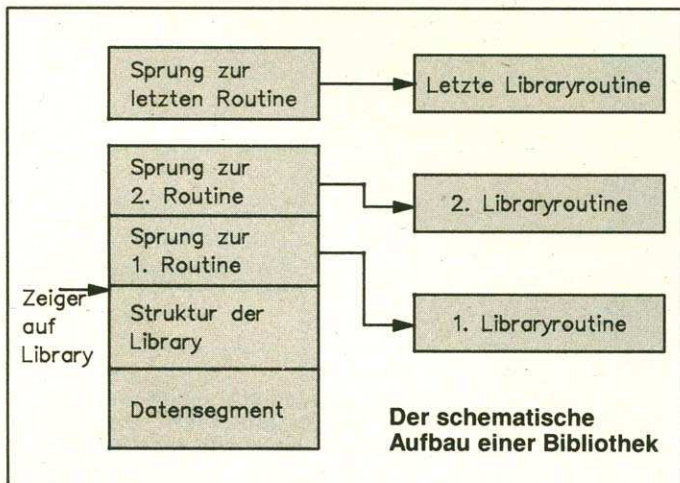 Sprung zur
letzten Routine
Letzte Libraryroutine
Sprung zur
2. Routine
2. Libraryroutine
Sprung zur
1. Routine
Zeiger
auf
Library
Struktur der
Library
1. Libraryroutine
Datensegment
Der schematische
Aufbau einer Bibliothek